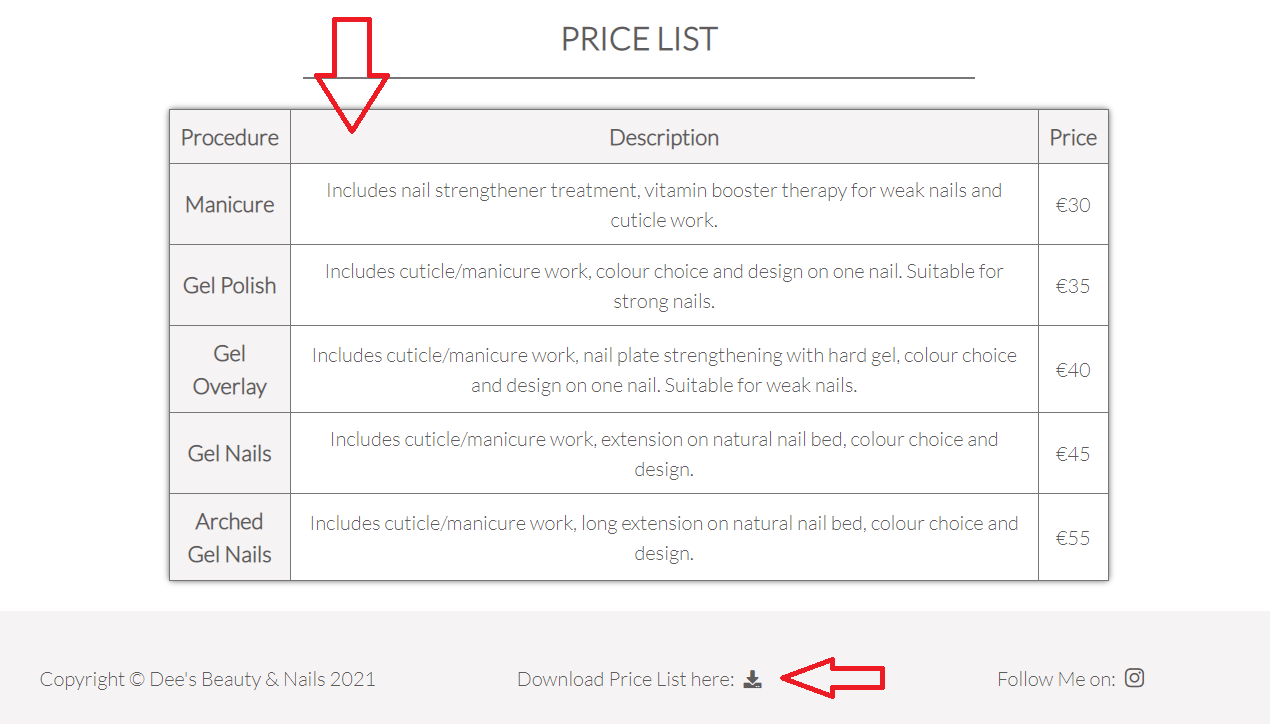 PRICE LIST
Procedure Description Price
Manicure Includes nail strengthener treatment, vitamin booster therapy for weak nails and
cuticle work. €30
Gel Polish Includes cuticle/manicure work, colour choice and design on one nail. Suitable for
strong nails. €35
Gel
Overlay Includes cuticle/manicure work, nail plate strengthening with hard gel, colour choice
and design on one nail. Suitable for weak nails. €40
Gel Nails Includes cuticle/manicure work, extension on natural nail bed, colour choice and
design. €45
Arched
Gel Nails Includes cuticle/manicure work, long extension on natural nail bed, colour choice and
design. €55
Copyright © Dee's Beauty & Nails 2021 Download Price List here: Follow Me on: